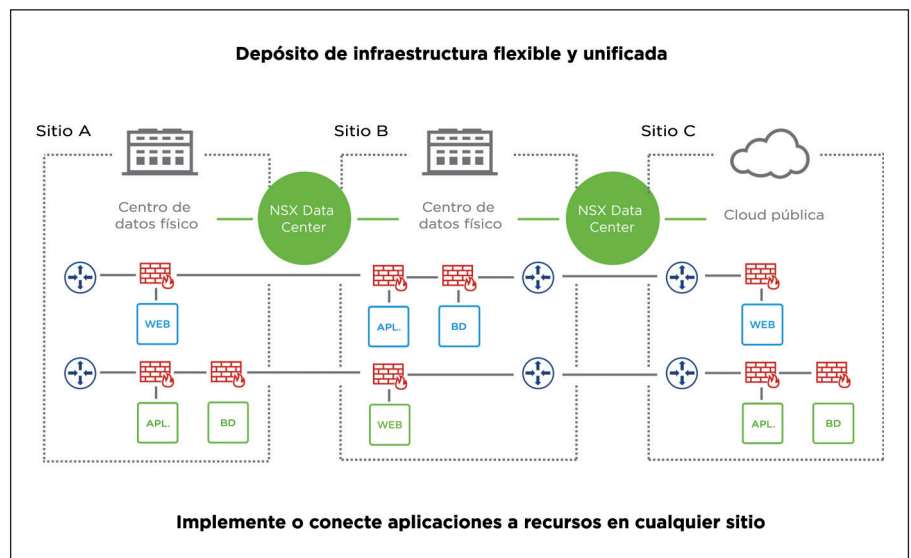 Depósito de infraestructura flexible y unificada
Sitio A
Sitio B
Sitio C
Centro de
datos físico
NSX Data
Center
Centro de
datos físico
NSX Data
Center
Cloud pública
WEB
APL.
BD
WEB
APL.
BD
WEB
APL.
BD
Implemente o conecte aplicaciones a recursos en cualquier sitio